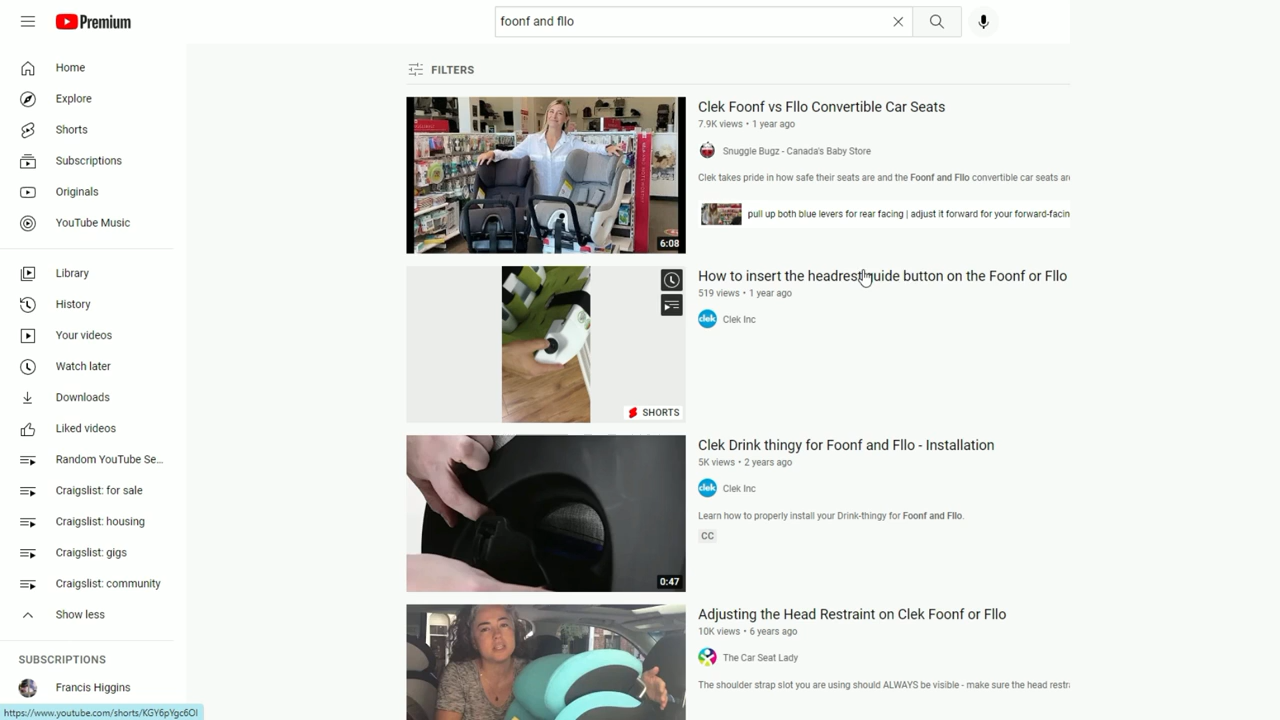 Premium
foonf and fllo
Home
Explore
Shorts
Subscriptions
Originals
YouTube Music
Library
History
Your videos
Watch later
Downloads
Liked videos
Random YouTube Se...
Craigslist: for sale
Craigslist: housing
Craigslist: gigs
Craigslist: community
Show less
SUBSCRIPTIONS
Francis Higgins
https://www.youtube.com/shorts/KGY6pYgc6OI
FILTERS
6:08
Clek Foonf vs Fllo Convertible Car Seats
7.9K views • 1 year ago
Snuggle Bugz - Canada's Baby Store
Clek takes pride in how safe their seats are and the Foonf and Fllo convertible car seats are
pull up both blue levers for rear facing | adjust it forward for your forward-facin
SHORTS
How to insert the headrest guide button on the Foonf or Fllo
519 views • 1 year ago
clek Clek Inc
0:47
Clek Drink thingy for Foonf and Fllo - Installation
5K views • 2 years ago
clek Clek Inc
Learn how to properly install your Drink-thingy for Foonf and Fllo.
CC
Adjusting the Head Restraint on Clek Foonf or Fllo
10K views • 6 years ago
The Car Seat Lady
The shoulder strap slot you are using should ALWAYS be visible - make sure the head restr